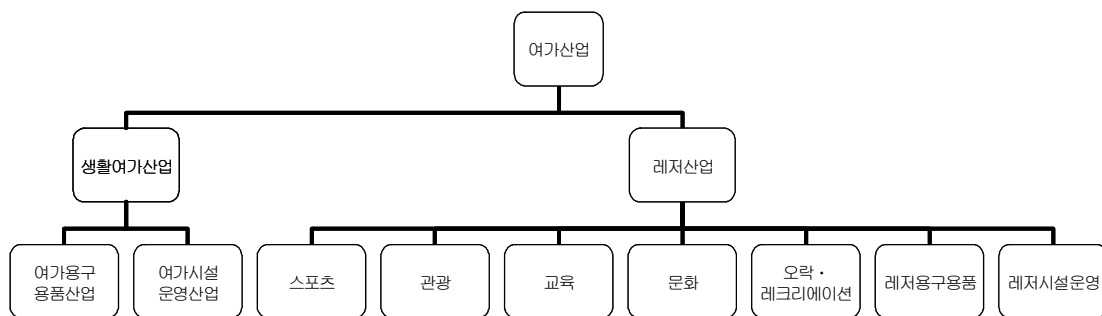 여가산업
생활여가산업
레저산업
여가용구
용품산업
여가시설
운영산업
스포츠
관광
교육
문화
오락・
레크리에이션
레저용구용품
레저시설운영